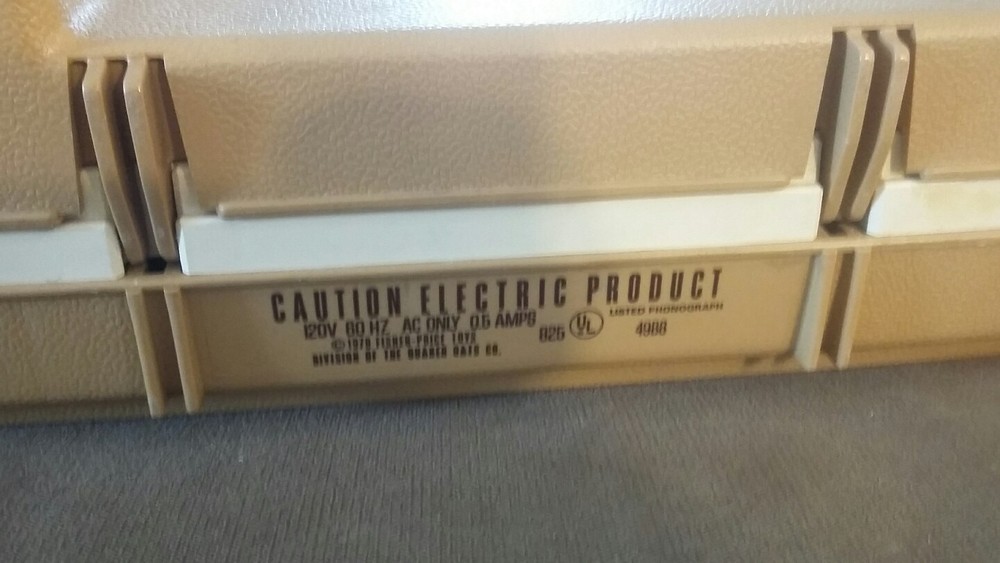 CAUTION ELECTRIC PRODUCT
120V 60 HZ AC ONLY 0.5 AMPS
©1978 FISHER-PRICE TOYS
DIVISION OF THE QUAKER OATS CO.
826 UL LISTED PHONOGRAPH
4988